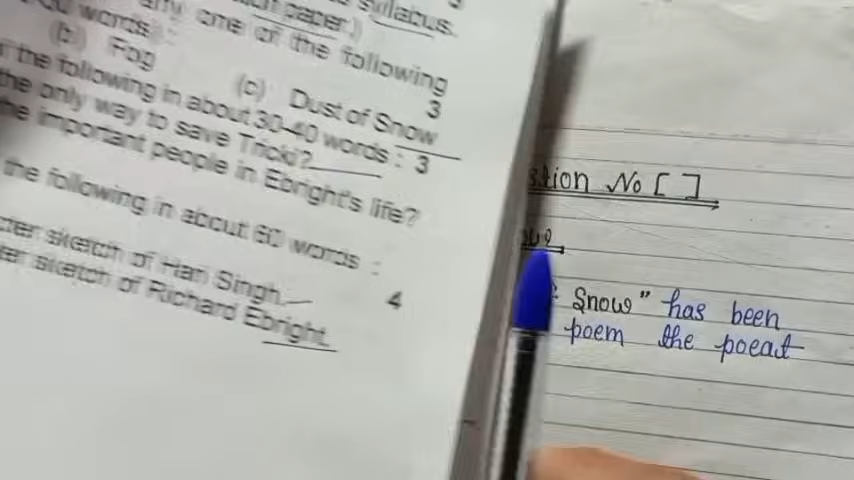 syllabus.
paper.)
words) :
any one of the following
3
(b) Fog
(c) Dust of Snow
the following in about 30-40 words : 3
the only way to save Tricki?
the important people in Ebright's life?
the following in about 60 words :
4
sketch of Hari Singh.
sketch of Richard Ebright.
stion No [ ]
Snow" has been
poem the poeat